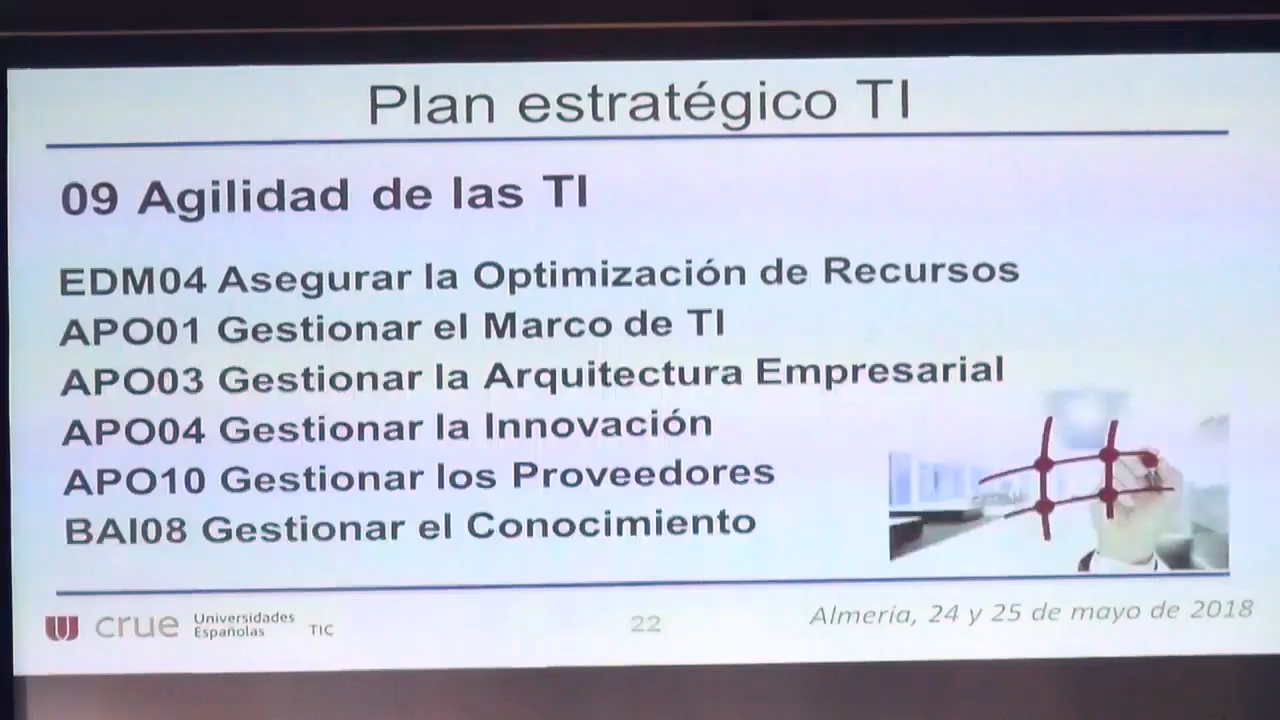 Plan estratégico TI
09 Agilidad de las TI
EDM04 Asegurar la Optimización de Recursos
APO01 Gestionar el Marco de TI
APO03 Gestionar la Arquitectura Empresarial
APO04 Gestionar la Innovación
APO10 Gestionar los Proveedores
BAI08 Gestionar el Conocimiento
crue Universidades
Españolas TIC
22
Almería, 24 y 25 de mayo de 2018